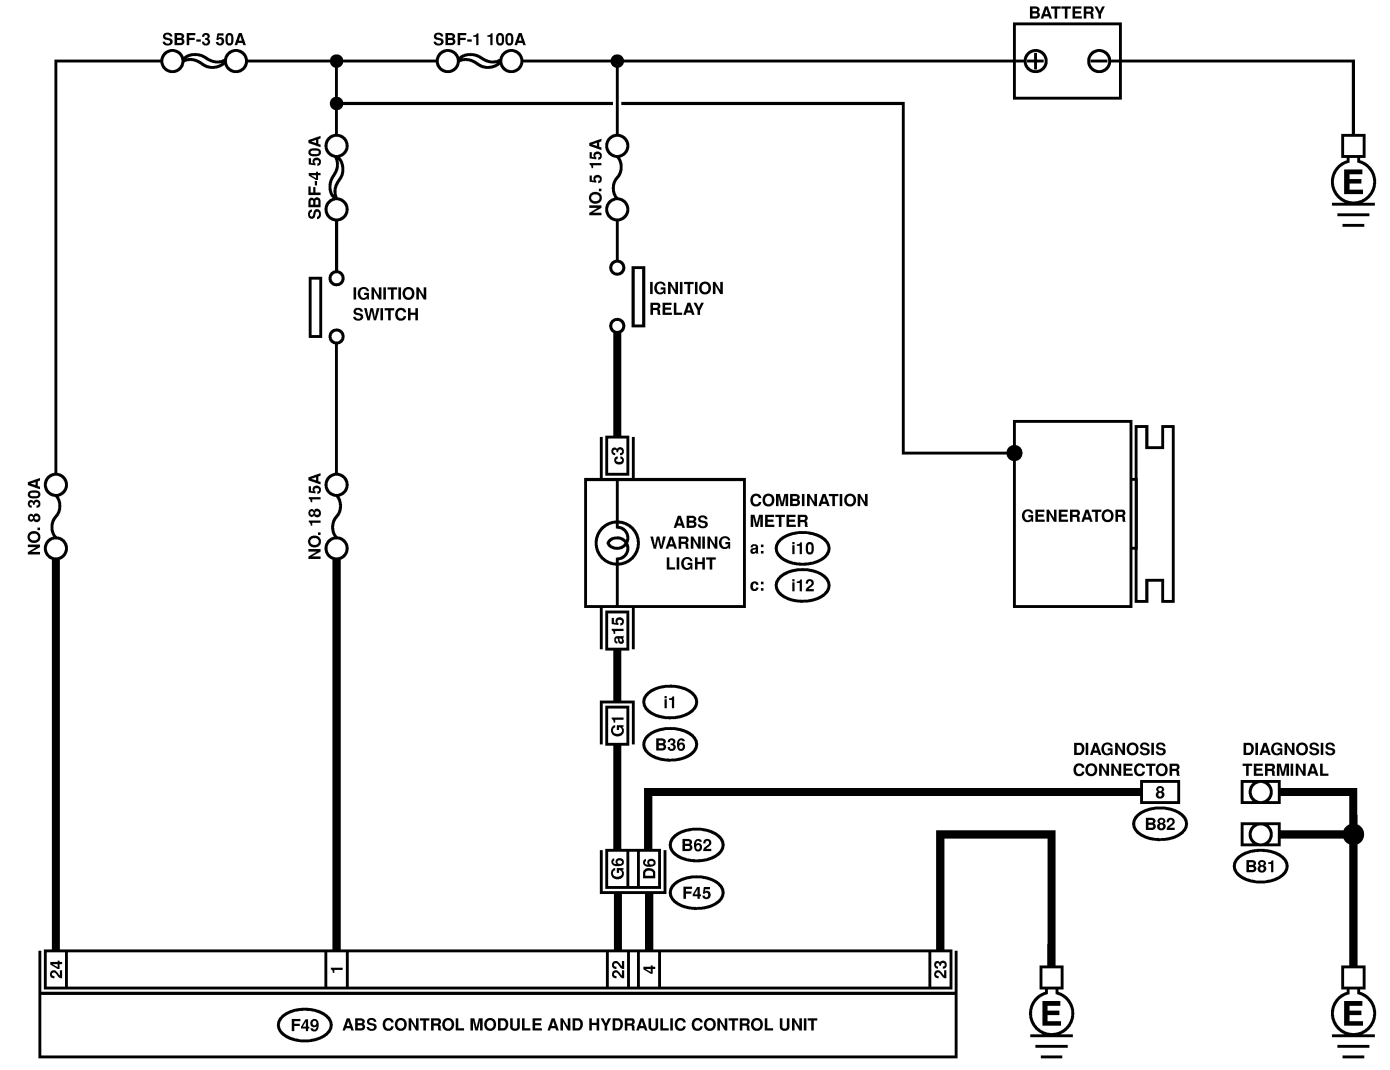 BATTERY
SBF-3 50A
SBF-1 100A
SBF-4 50A
NO. 5 15A
E
IGNITION
SWITCH
IGNITION
RELAY
NO. 8 30A
NO. 18 15A
c3
ABS
WARNING
LIGHT
COMBINATION
METER
a: i10
c: i12
GENERATOR
a15
i1
G1
B36
DIAGNOSIS
CONNECTOR
8
B82
DIAGNOSIS
TERMINAL
B81
B62
G6
D6
F45
24
1
22
4
23
E
E
F49 ABS CONTROL MODULE AND HYDRAULIC CONTROL UNIT